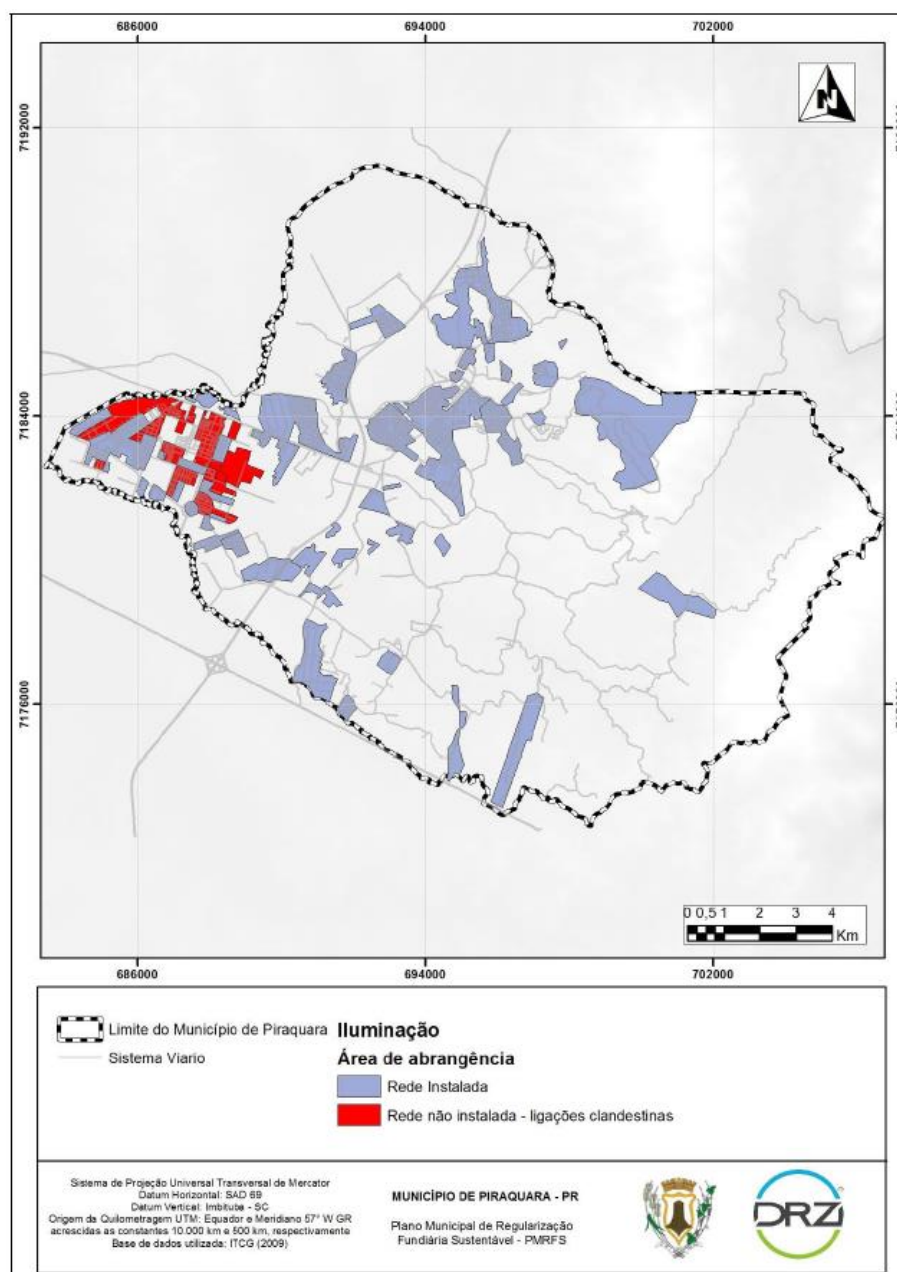 686000
694000
702000
N
7192000
7184000
7184000
7176000
7176000
0 0,5 1 2 3 4
Km
686000
694000
702000
Limite do Município de Piraquara
Sistema Viario
Iluminação
Área de abrangência
Rede Instalada
Rede não instalada - ligações clandestinas
Sistema de Projeção Universal Transversal de Mercator
Datum Horizontal: SAD 69
Datum Vertical: Imbituba - SC
Origem da Quilometragem UTM: Equador e Meridiano 57° W GR
acrescidas as constantes 10.000 km e 500 km, respectivamente
Base de dados utilizada: ITCG (2009)
MUNICÍPIO DE PIRAQUARA - PR
Plano Municipal de Regularização
Fundiária Sustentável - PMRFS
DRZ